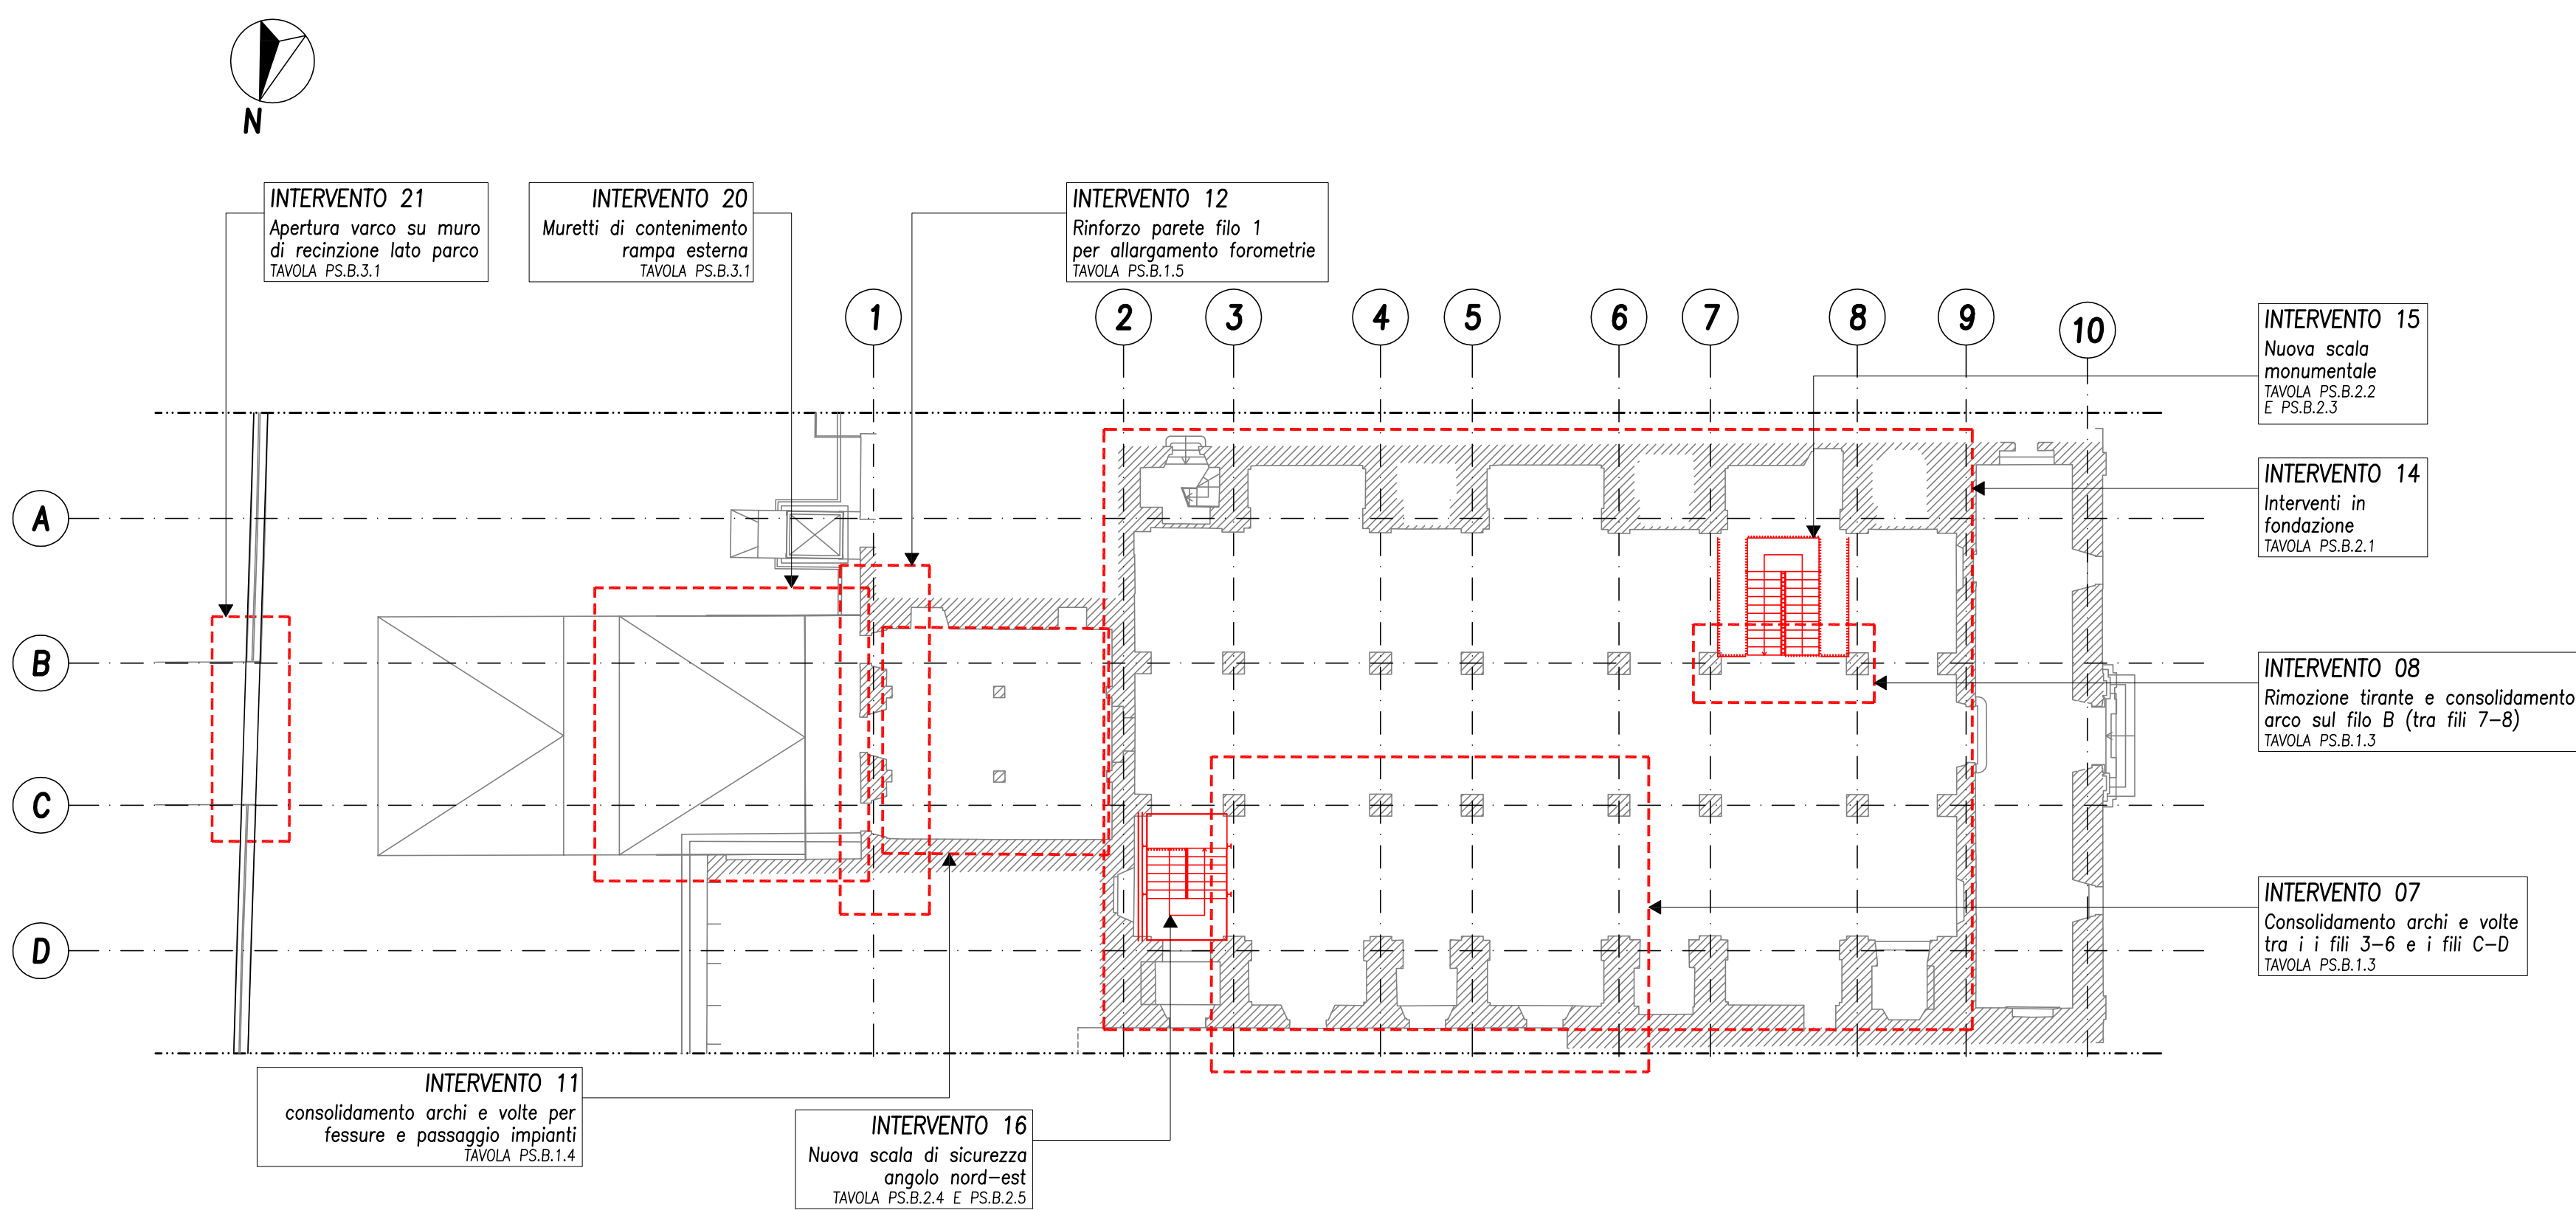 N
INTERVENTO 21
Apertura varco su muro
di recinzione lato parco
TAVOLA PS.B.3.1
INTERVENTO 20
Muretti di contenimento
rampa esterna
TAVOLA PS.B.3.1
INTERVENTO 12
Rinforzo parete filo 1
per allargamento forometrie
TAVOLA PS.B.1.5
1
2
3
4
5
6
7
8
9
10
INTERVENTO 15
Nuova scala
monumentale
TAVOLA PS.B.2.2
E PS.B.2.3
INTERVENTO 14
Interventi in
fondazione
TAVOLA PS.B.2.1
A
B
C
D
INTERVENTO 08
Rimozione tirante e consolidamento
arco sul filo B (tra fili 7-8)
TAVOLA PS.B.1.3
INTERVENTO 07
Consolidamento archi e volte
tra i i fili 3-6 e i fili C-D
TAVOLA PS.B.1.3
INTERVENTO 11
consolidamento archi e volte per
fessure e passaggio impianti
TAVOLA PS.B.1.4
INTERVENTO 16
Nuova scala di sicurezza
angolo nord-est
TAVOLA PS.B.2.4 E PS.B.2.5